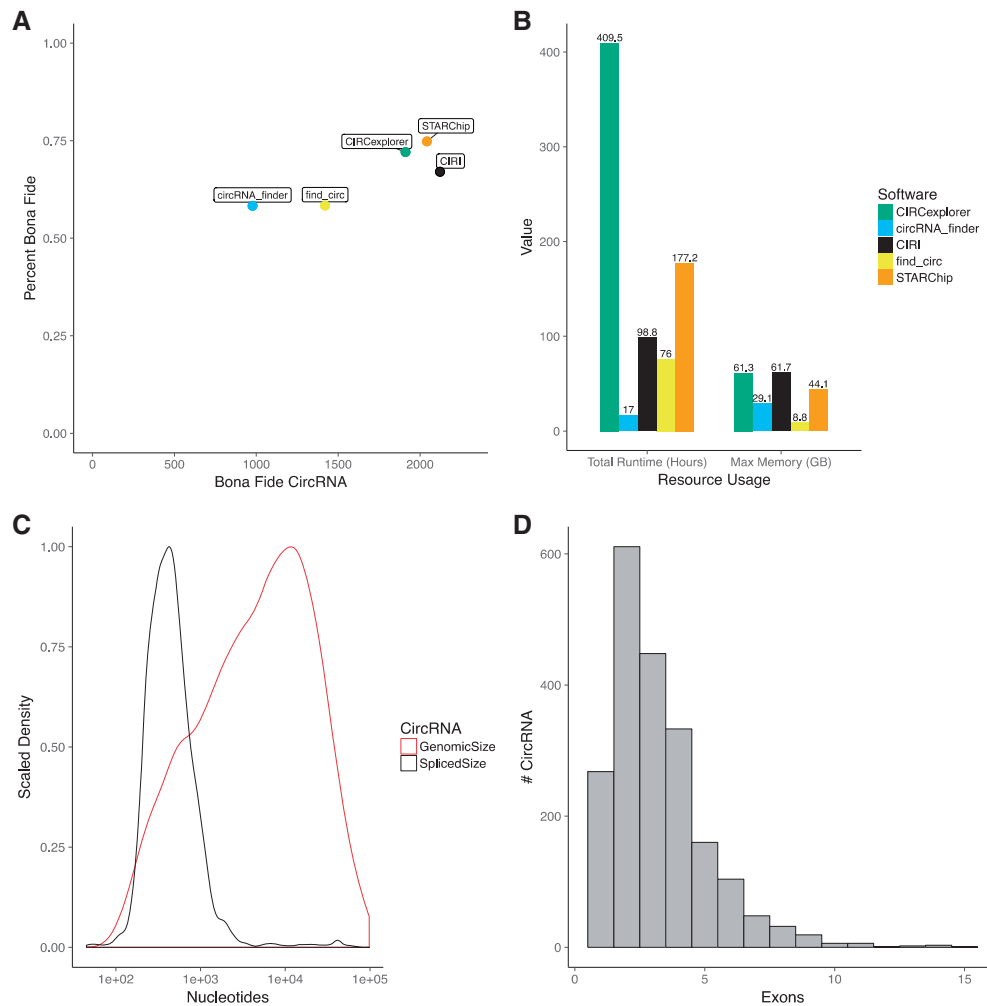 A
1.00
0.75
0.50
0.25
0.00
Percent Bona Fide
STARChip
CIRCexplorer
CIRI
circRNA_finder
find_circ
0
500
1000
1500
2000
Bona Fide CircRNA
B
400
300
200
100
0
Value
409.5
17
98.8
76
177.2
61.3
29.1
61.7
8.8
44.1
Total Runtime (Hours)
Max Memory (GB)
Resource Usage
Software
CIRCexplorer
circRNA_finder
CIRI
find_circ
STARChip
C
1.00
0.75
0.50
0.25
0.00
Scaled Density
1e+02
1e+03
1e+04
1e+05
Nucleotides
CircRNA
GenomicSize
SplicedSize
D
600
400
200
0
# CircRNA
0
5
10
15
Exons